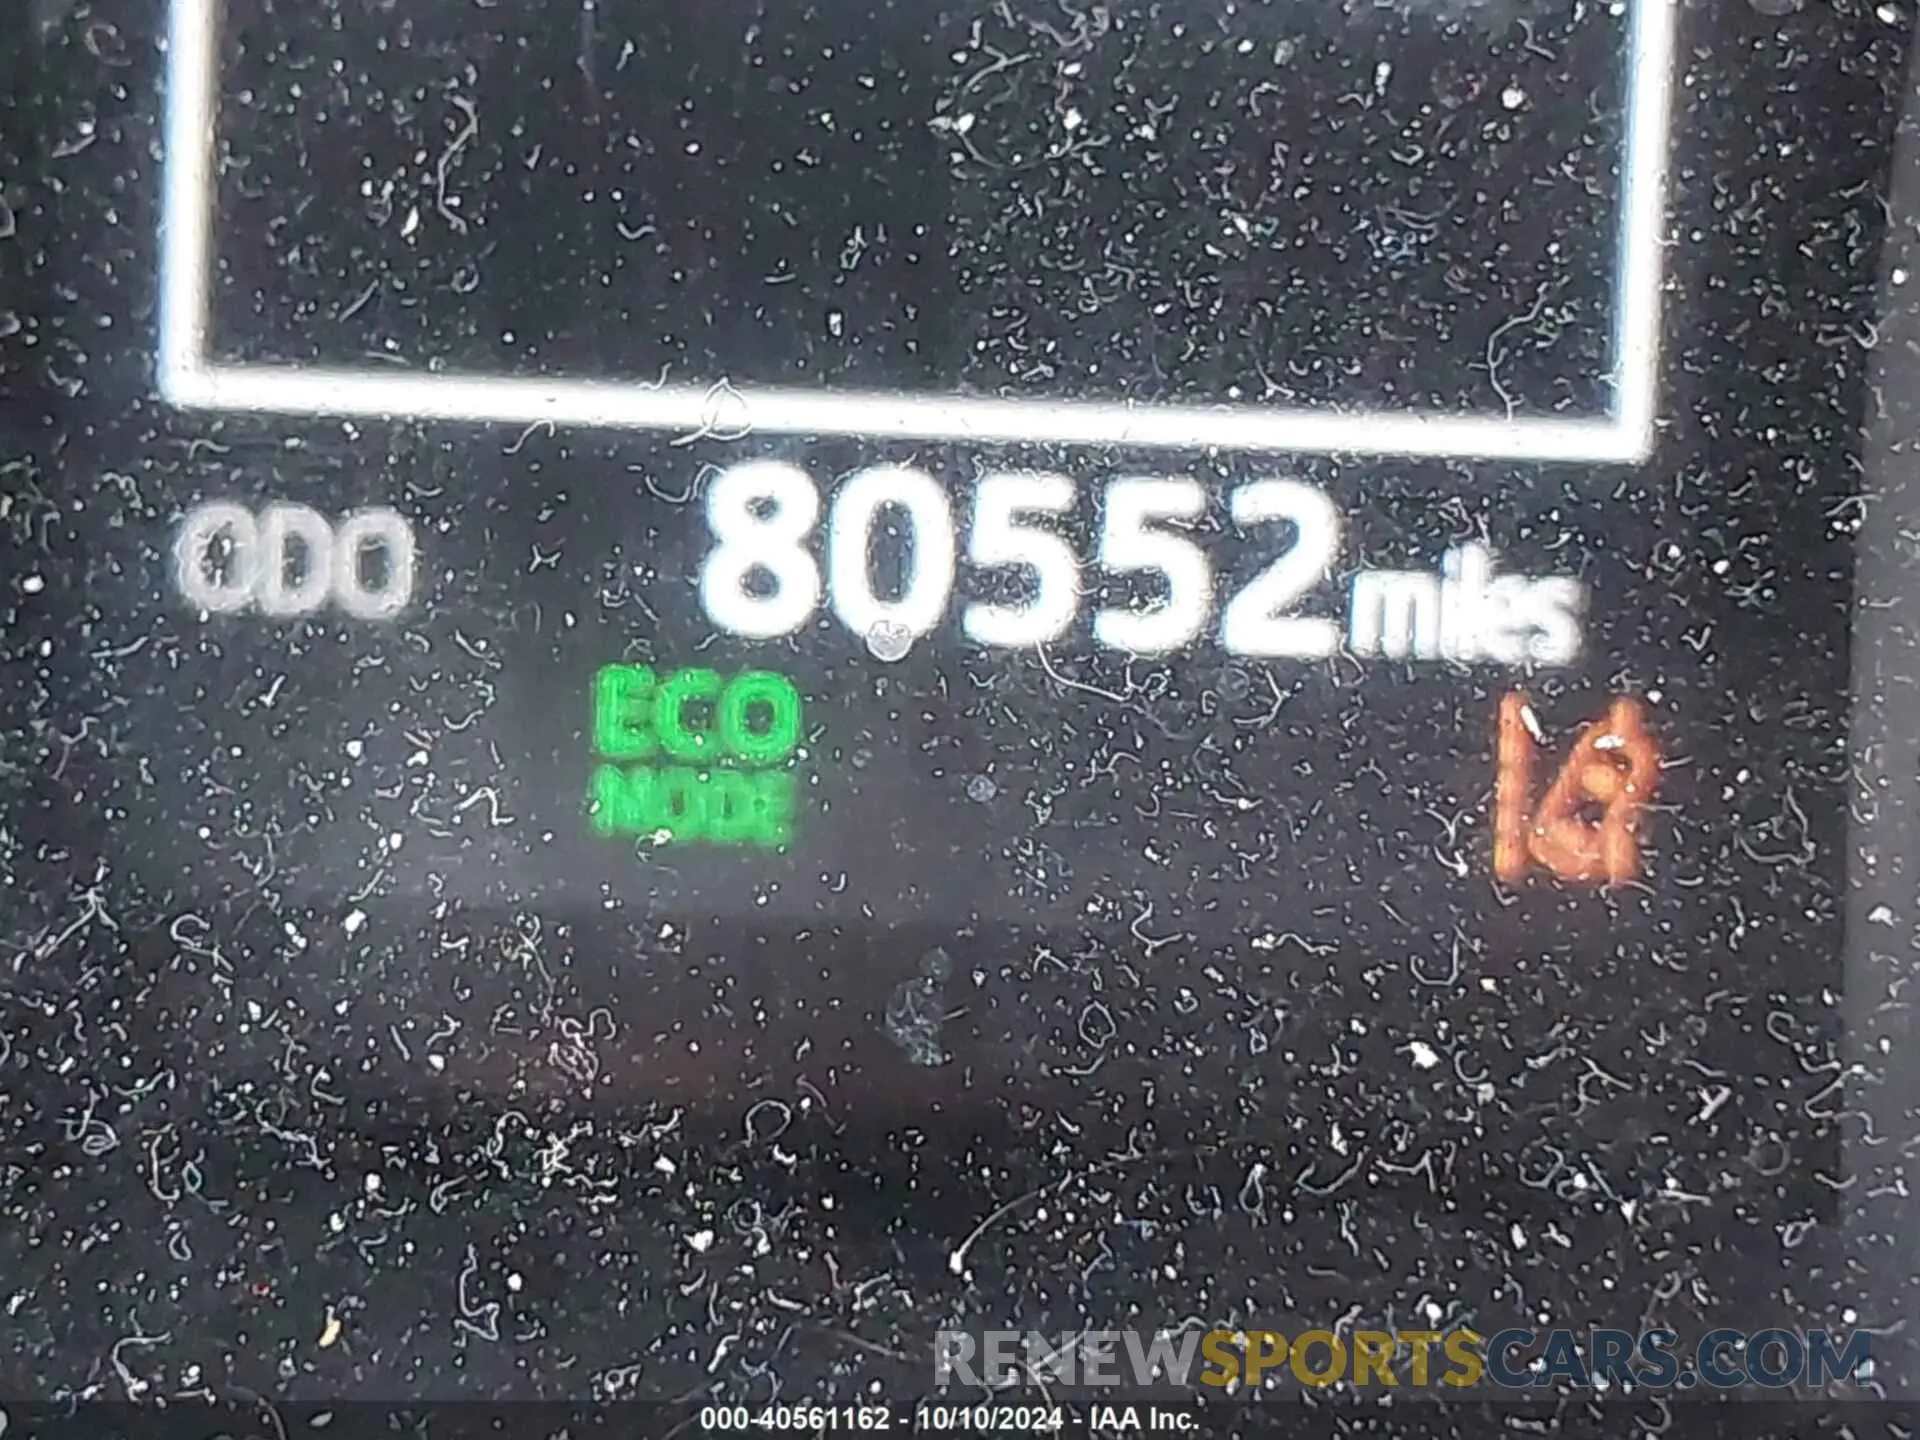 ODO 80552 miles
ECO
MODE
RENEWSPORTSCARS.COM
000-40561162 - 10/10/2024 - IAA Inc.